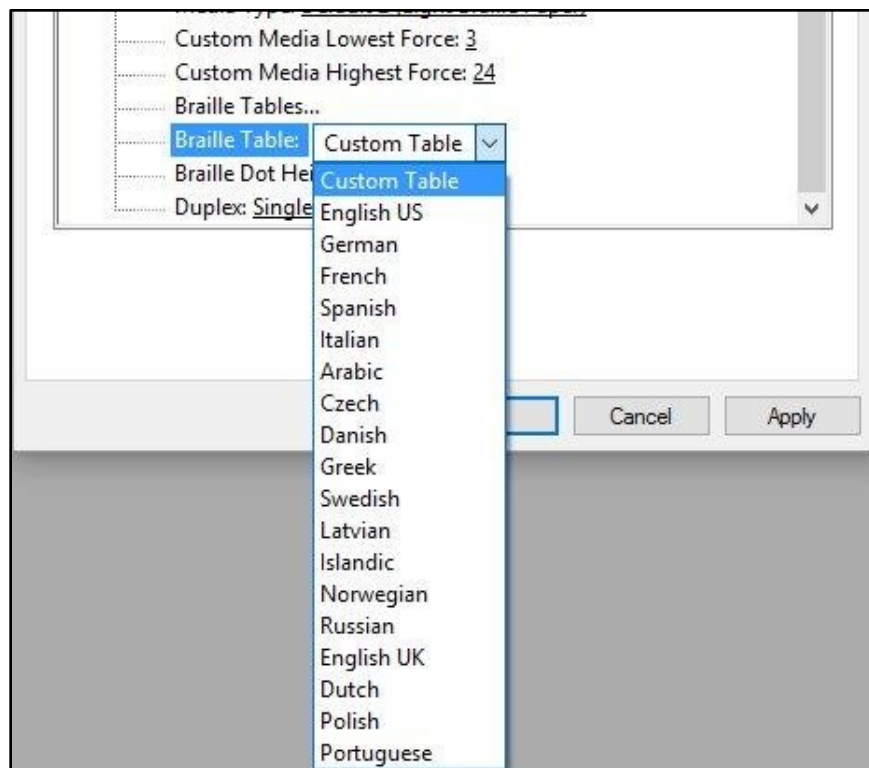 Custom Media Lowest Force: 3
Custom Media Highest Force: 24
Braille Tables...
Braille Table: Custom Table
Braille Dot Hei
Duplex: Single
Custom Table
English US
German
French
Spanish
Italian
Arabic
Czech
Danish
Greek
Swedish
Latvian
Islandic
Norwegian
Russian
English UK
Dutch
Polish
Portuguese
Cancel
Apply